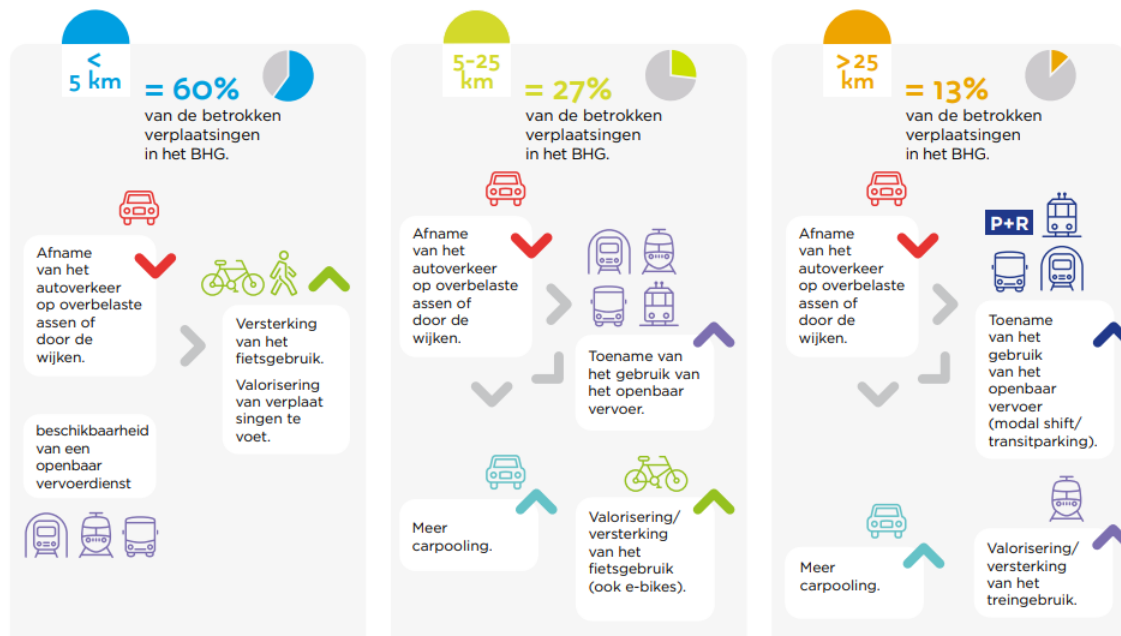 <
5 km
= 60%
van de betrokken
verplaatsingen
in het BHG.
Afname
van het
autoverkeer
op overbelaste
assen of
door de
wijken.
Versterking
van het
fietsgebruik.
Valorisering
van verplaat
singen te
voet.
beschikbaarheid
van een
openbaar
vervoerdienst
5-25
km
= 27%
van de betrokken
verplaatsingen
in het BHG.
Afname
van het
autoverkeer
op overbelaste
assen of
door de
wijken.
Toename van
het gebruik van
het openbaar
vervoer.
Meer
carpooling.
Valorisering/
versterking
van het
fietsgebruik
(ook e-bikes).
>25
km
= 13%
van de betrokken
verplaatsingen
in het BHG.
Afname
van het
autoverkeer
op overbelaste
assen of
door de
wijken.
P+R
Toename
van het
gebruik
van het
openbaar
vervoer
(modal shift/
transitparking).
Meer
carpooling.
Valorisering/
versterking
van het
treingebruik.